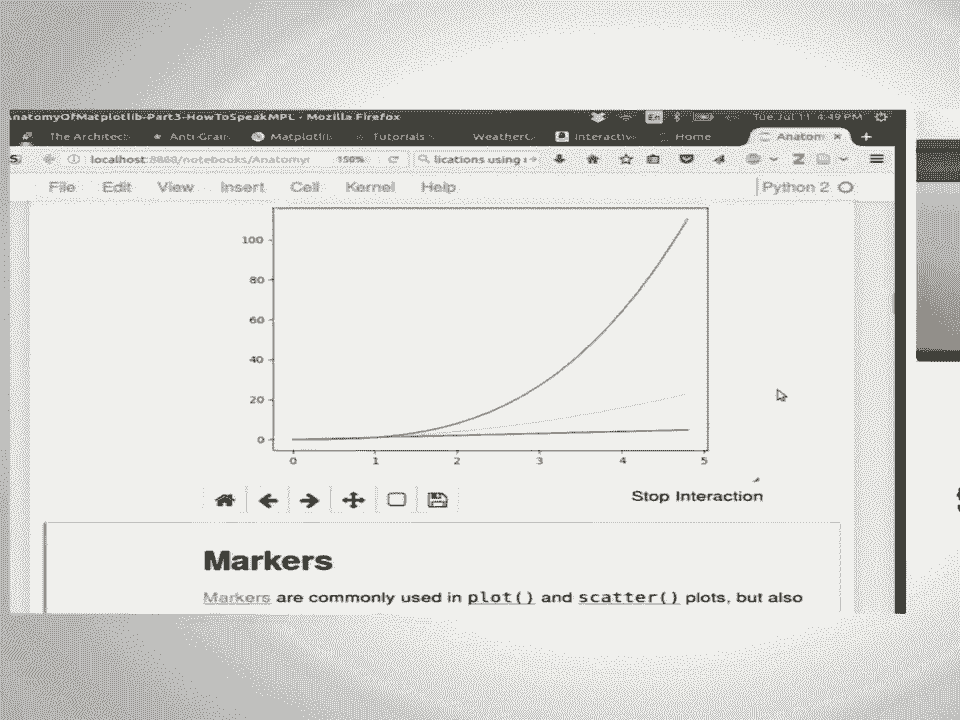 AnatomyOfMatplotlib-Part3-HowToSpeakMPL - Mozilla Firefox En Tue Jul 11 4:49 PM
The Architect Anti-Grain Matplotlib Tutorials WeatherC Interactive Home Anatom
localhost:8888/notebooks/Anatomy 150% lications using
File Edit View Insert Cell Kernel Help Python 2
100
80
60
40
20
0
0 1 2 3 4 5
Stop Interaction
Markers
Markers are commonly used in plot() and scatter() plots, but also